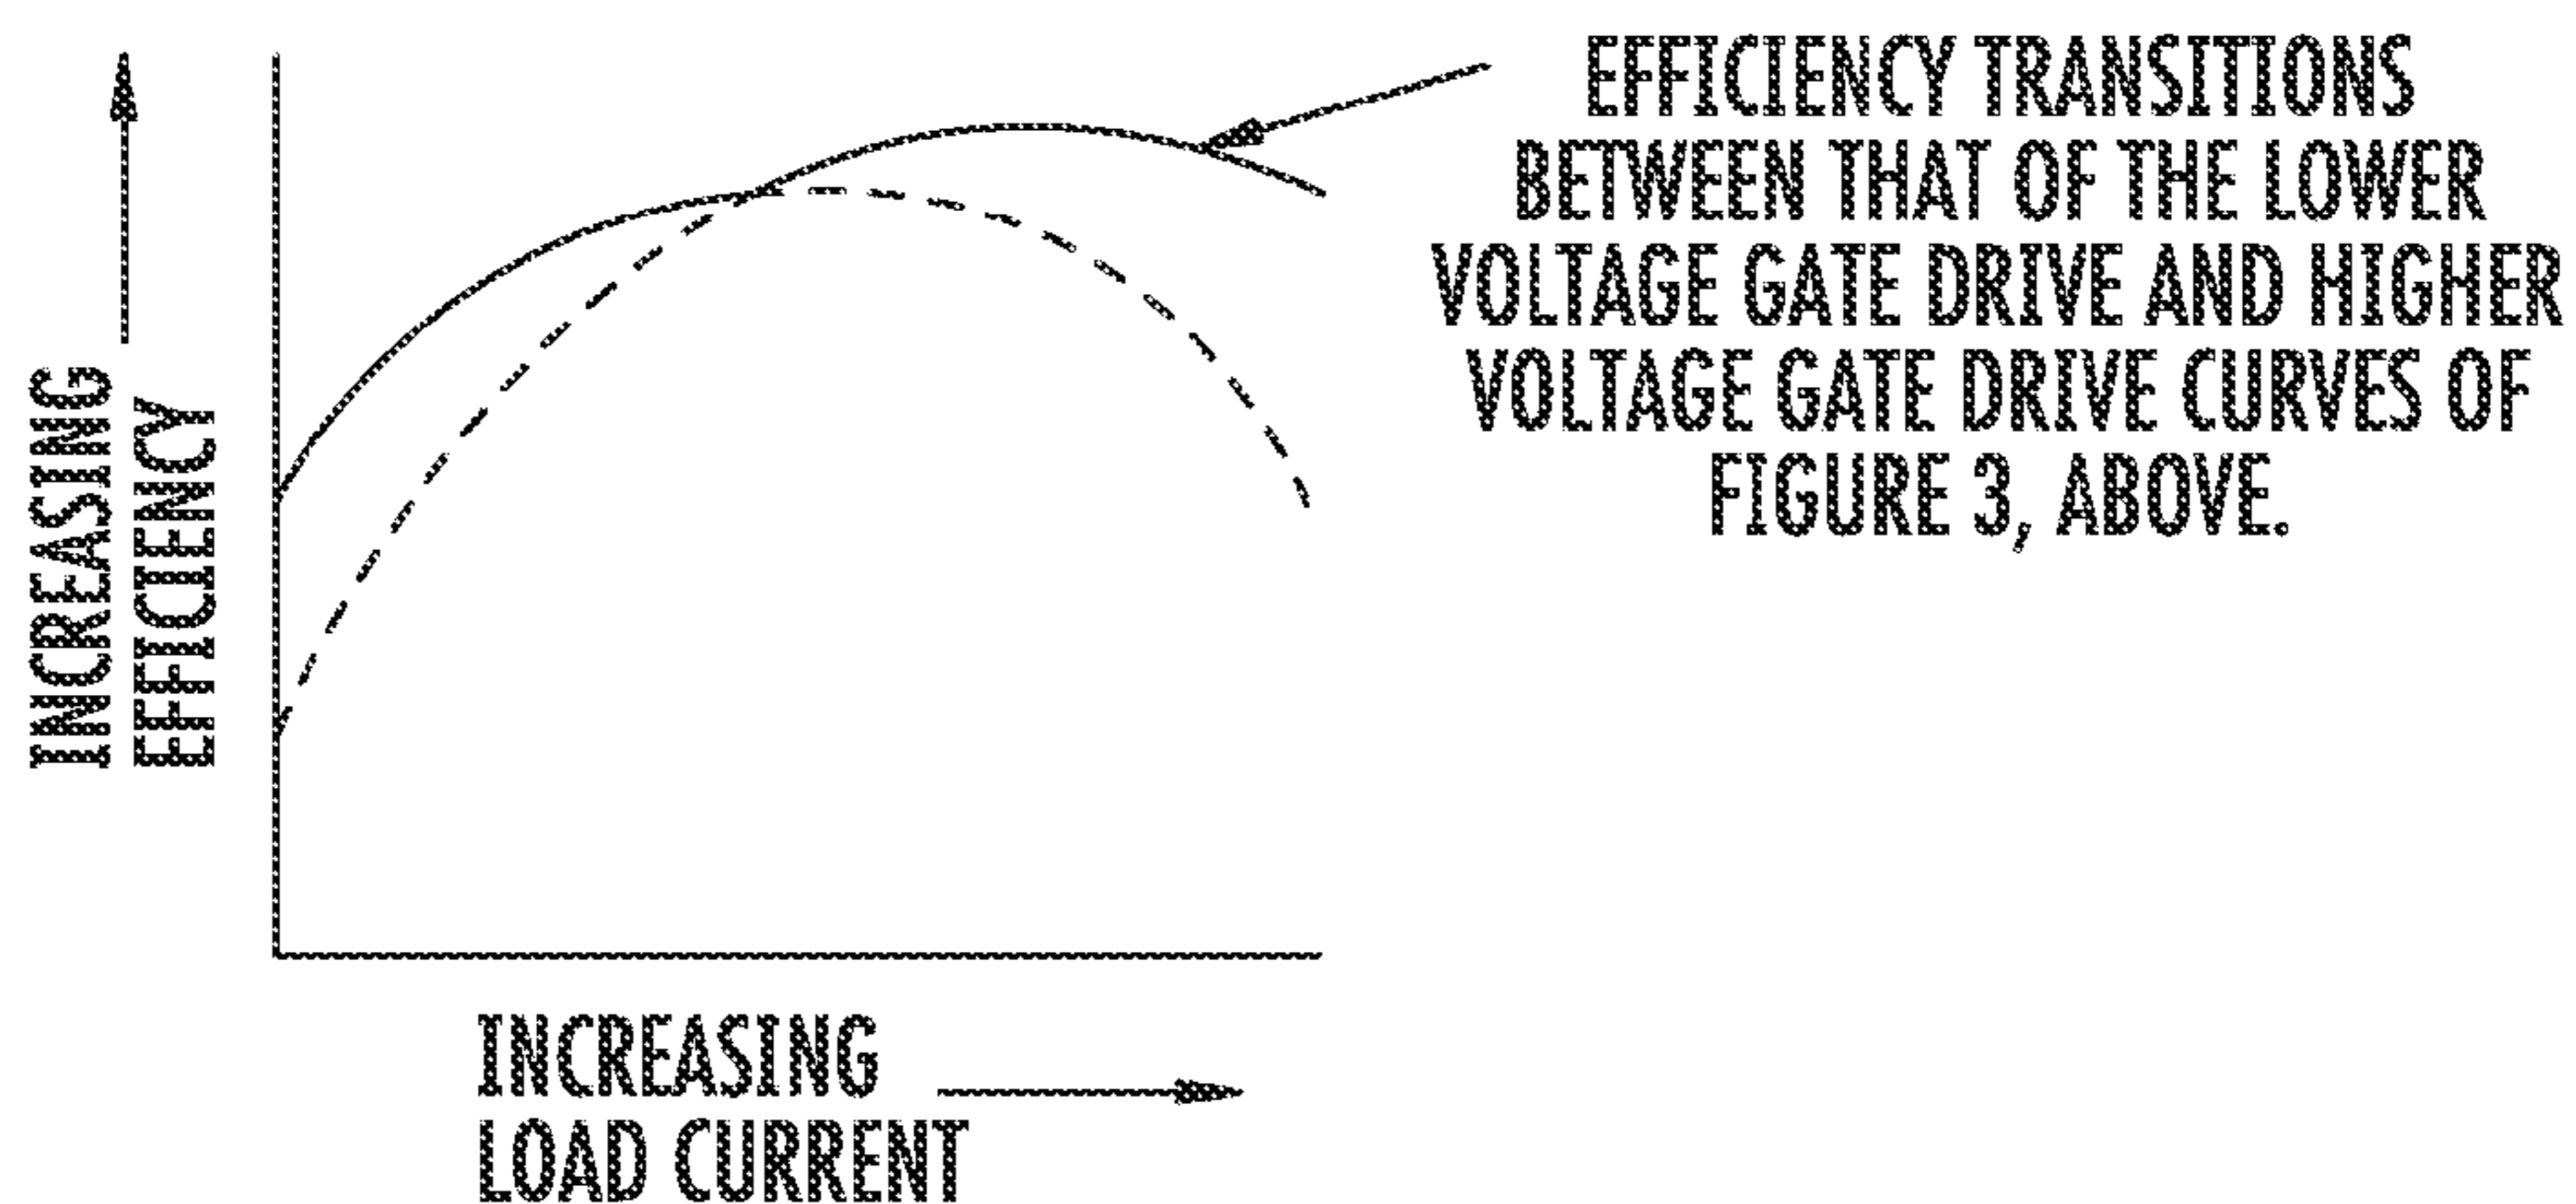 INCREASING
EFFICIENCY
EFFICIENCY TRANSITIONS
BETWEEN THAT OF THE LOWER
VOLTAGE GATE DRIVE AND HIGHER
VOLTAGE GATE DRIVE CURVES OF
FIGURE 3, ABOVE.
INCREASING
LOAD CURRENT